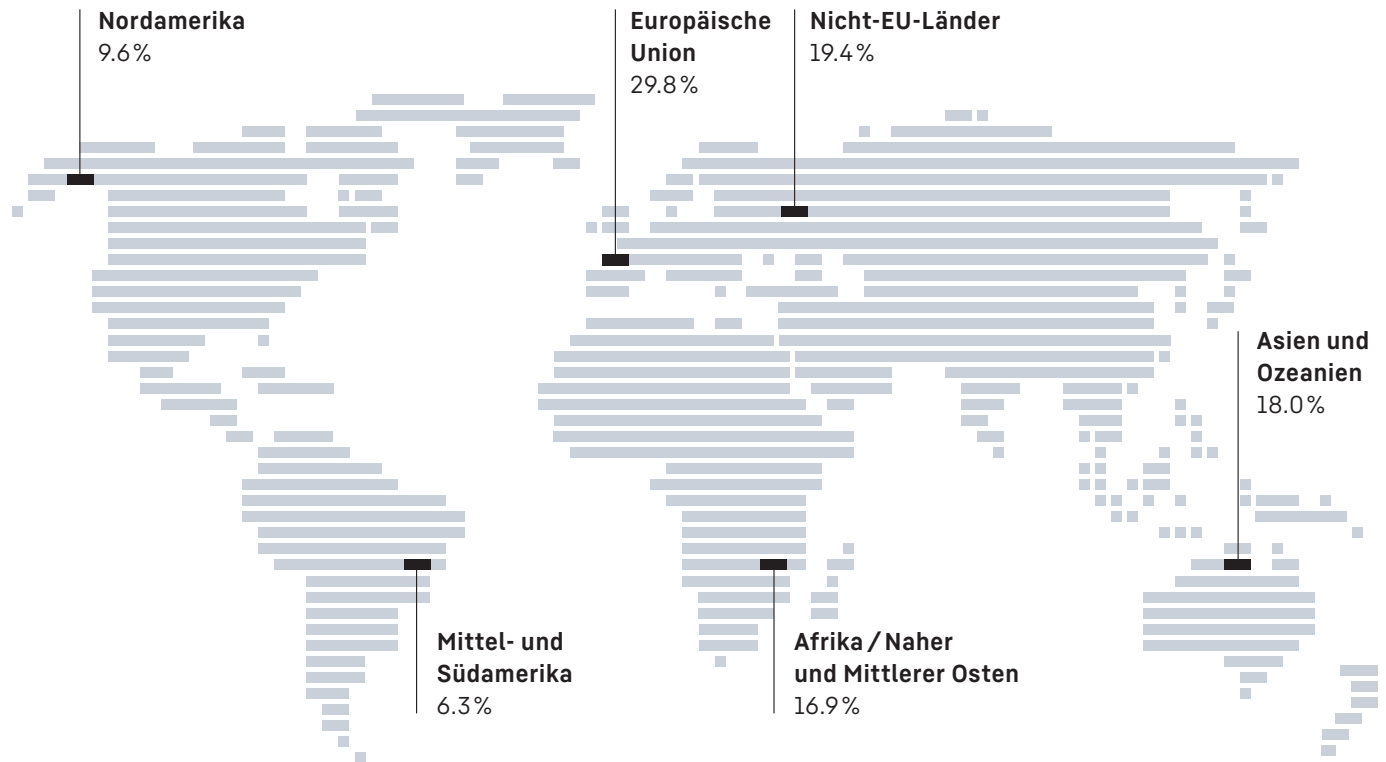 Nordamerika
9.6%
Europäische
Union
29.8%
Nicht-EU-Länder
19.4%
Asien und
Ozeanien
18.0%
Mittel- und
Südamerika
6.3%
Afrika/Naher
und Mittlerer Osten
16.9%